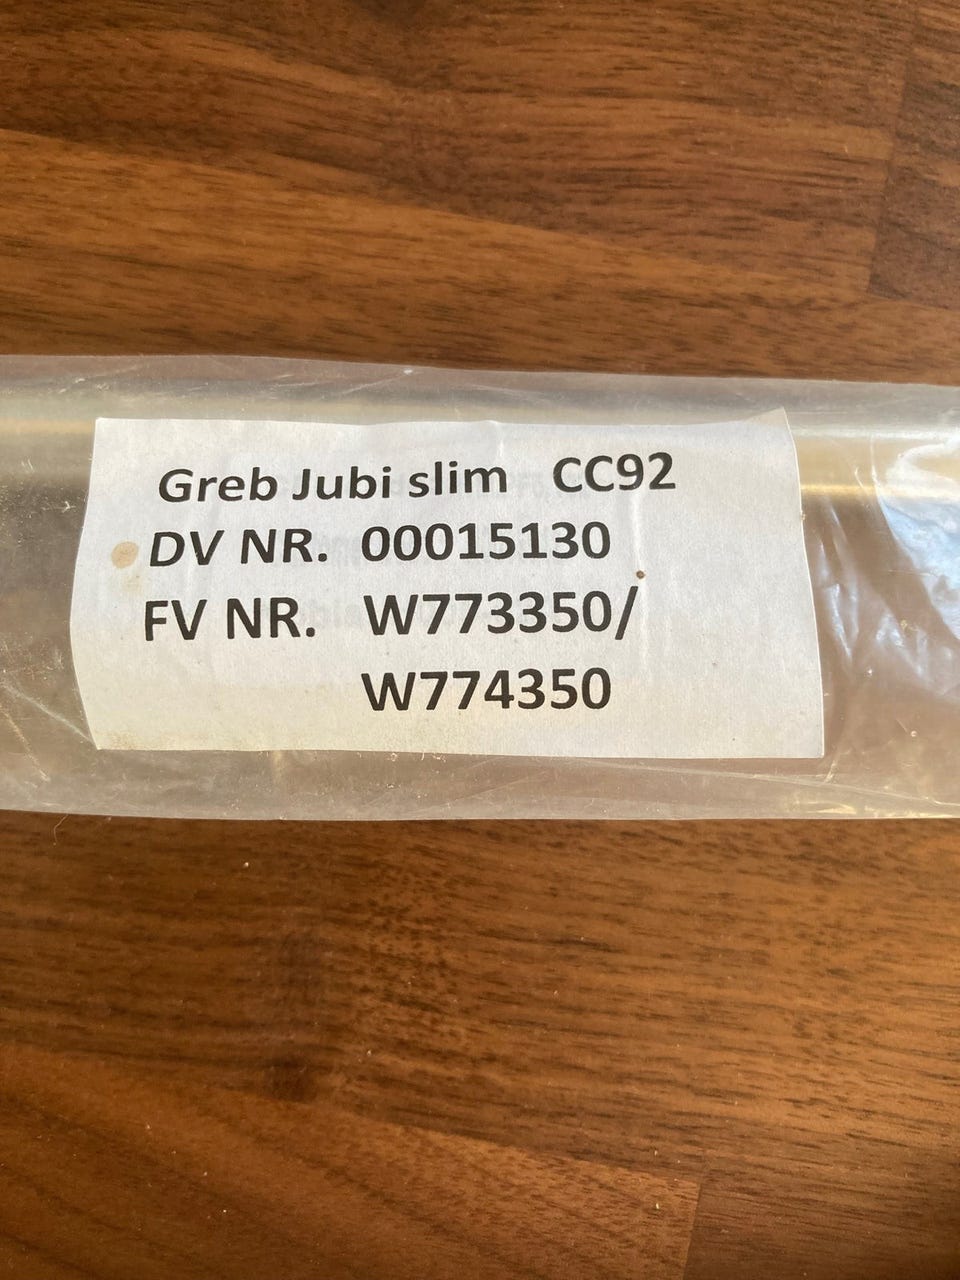 Greb Jubi slim CC92
DV NR. 00015130
FV NR. W773350/
W774350